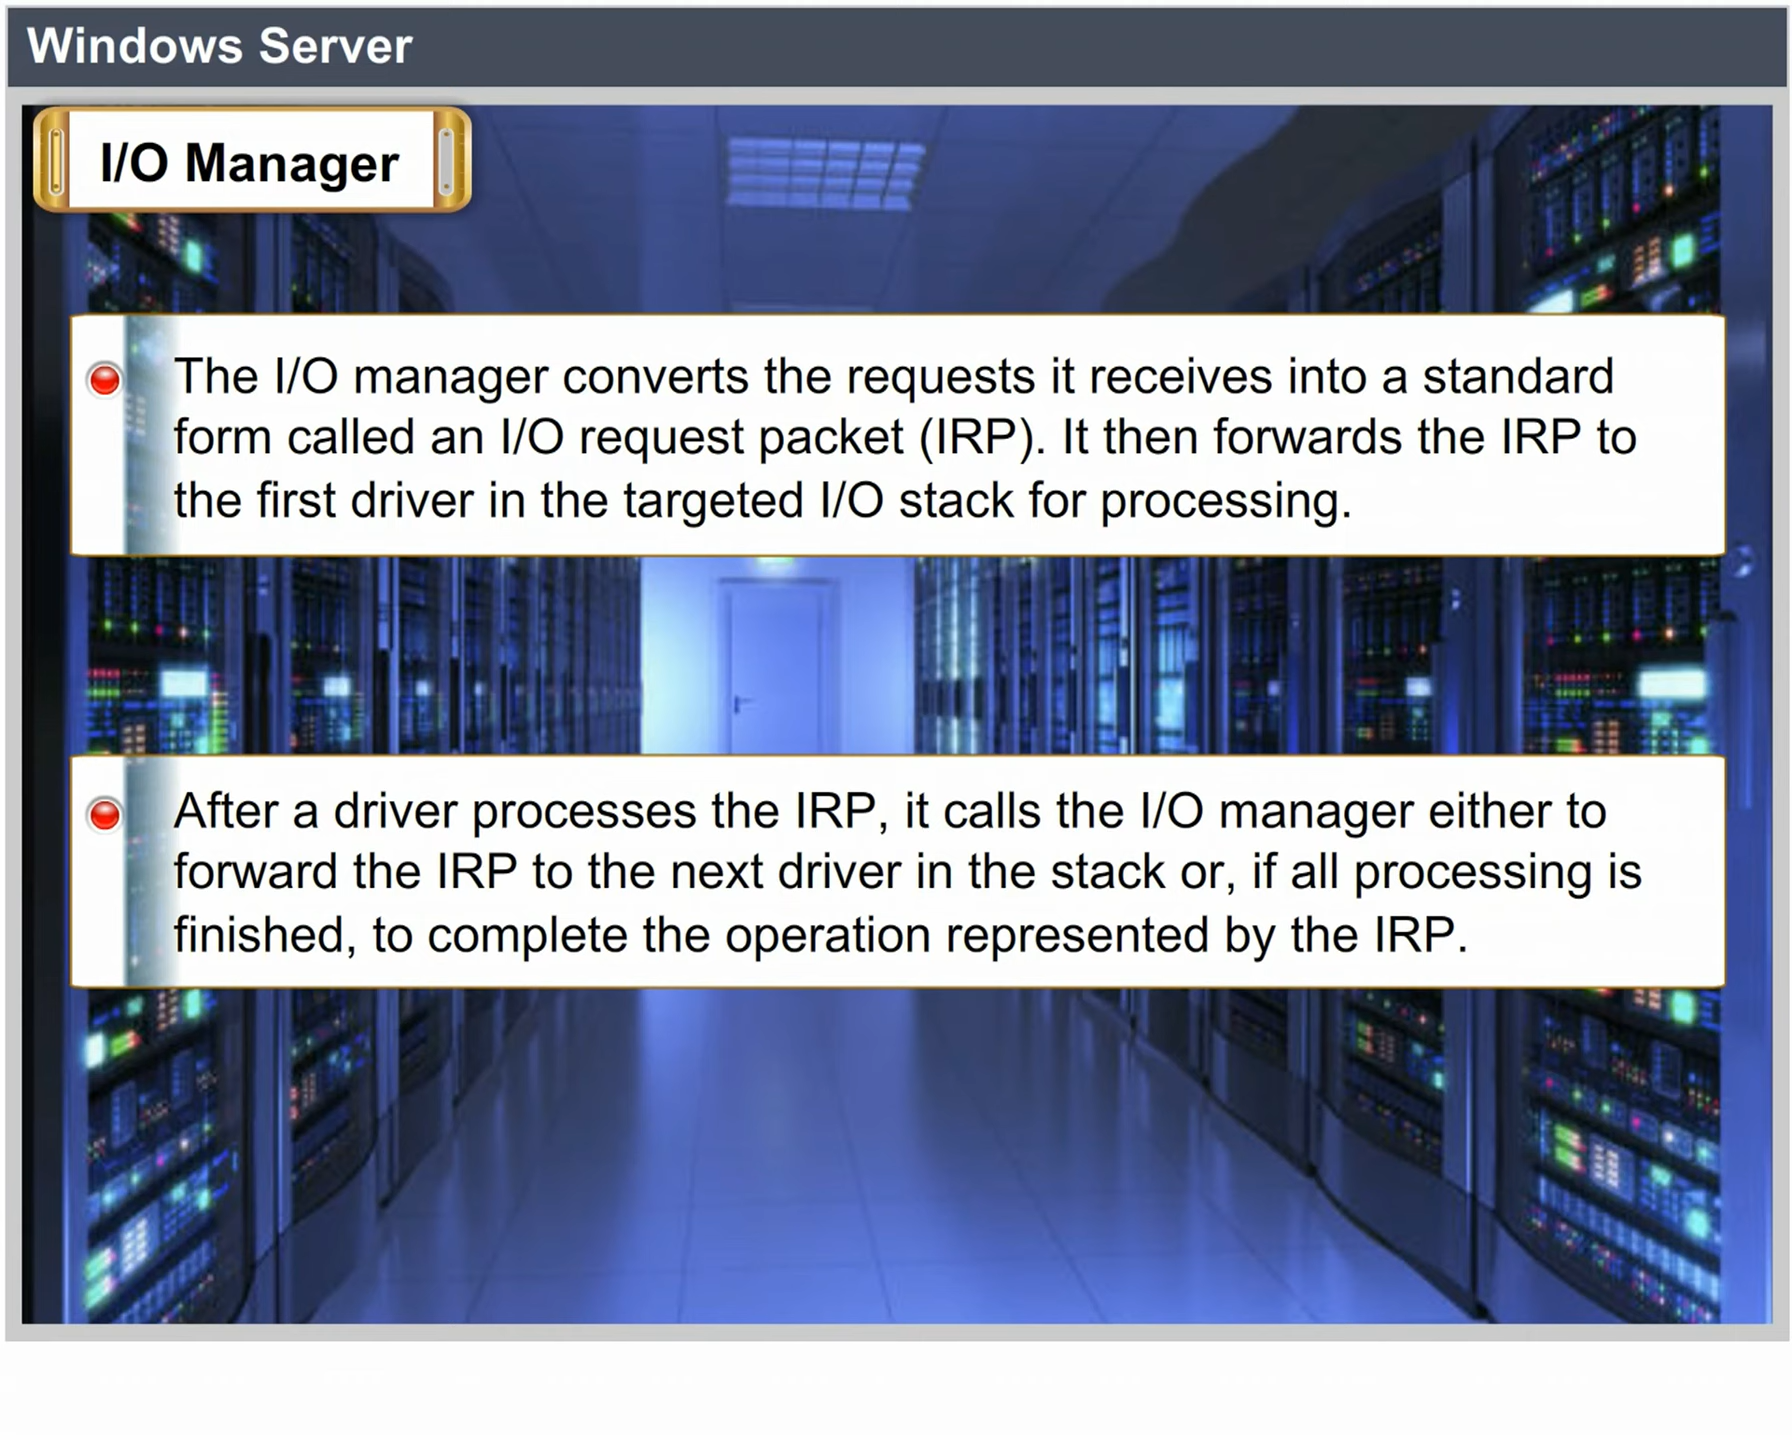 Windows Server
I/O Manager
The I/O manager converts the requests it receives into a standard
form called an I/O request packet (IRP). It then forwards the IRP to
the first driver in the targeted I/O stack for processing.
After a driver processes the IRP, it calls the I/O manager either to
forward the IRP to the next driver in the stack or, if all processing is
finished, to complete the operation represented by the IRP.